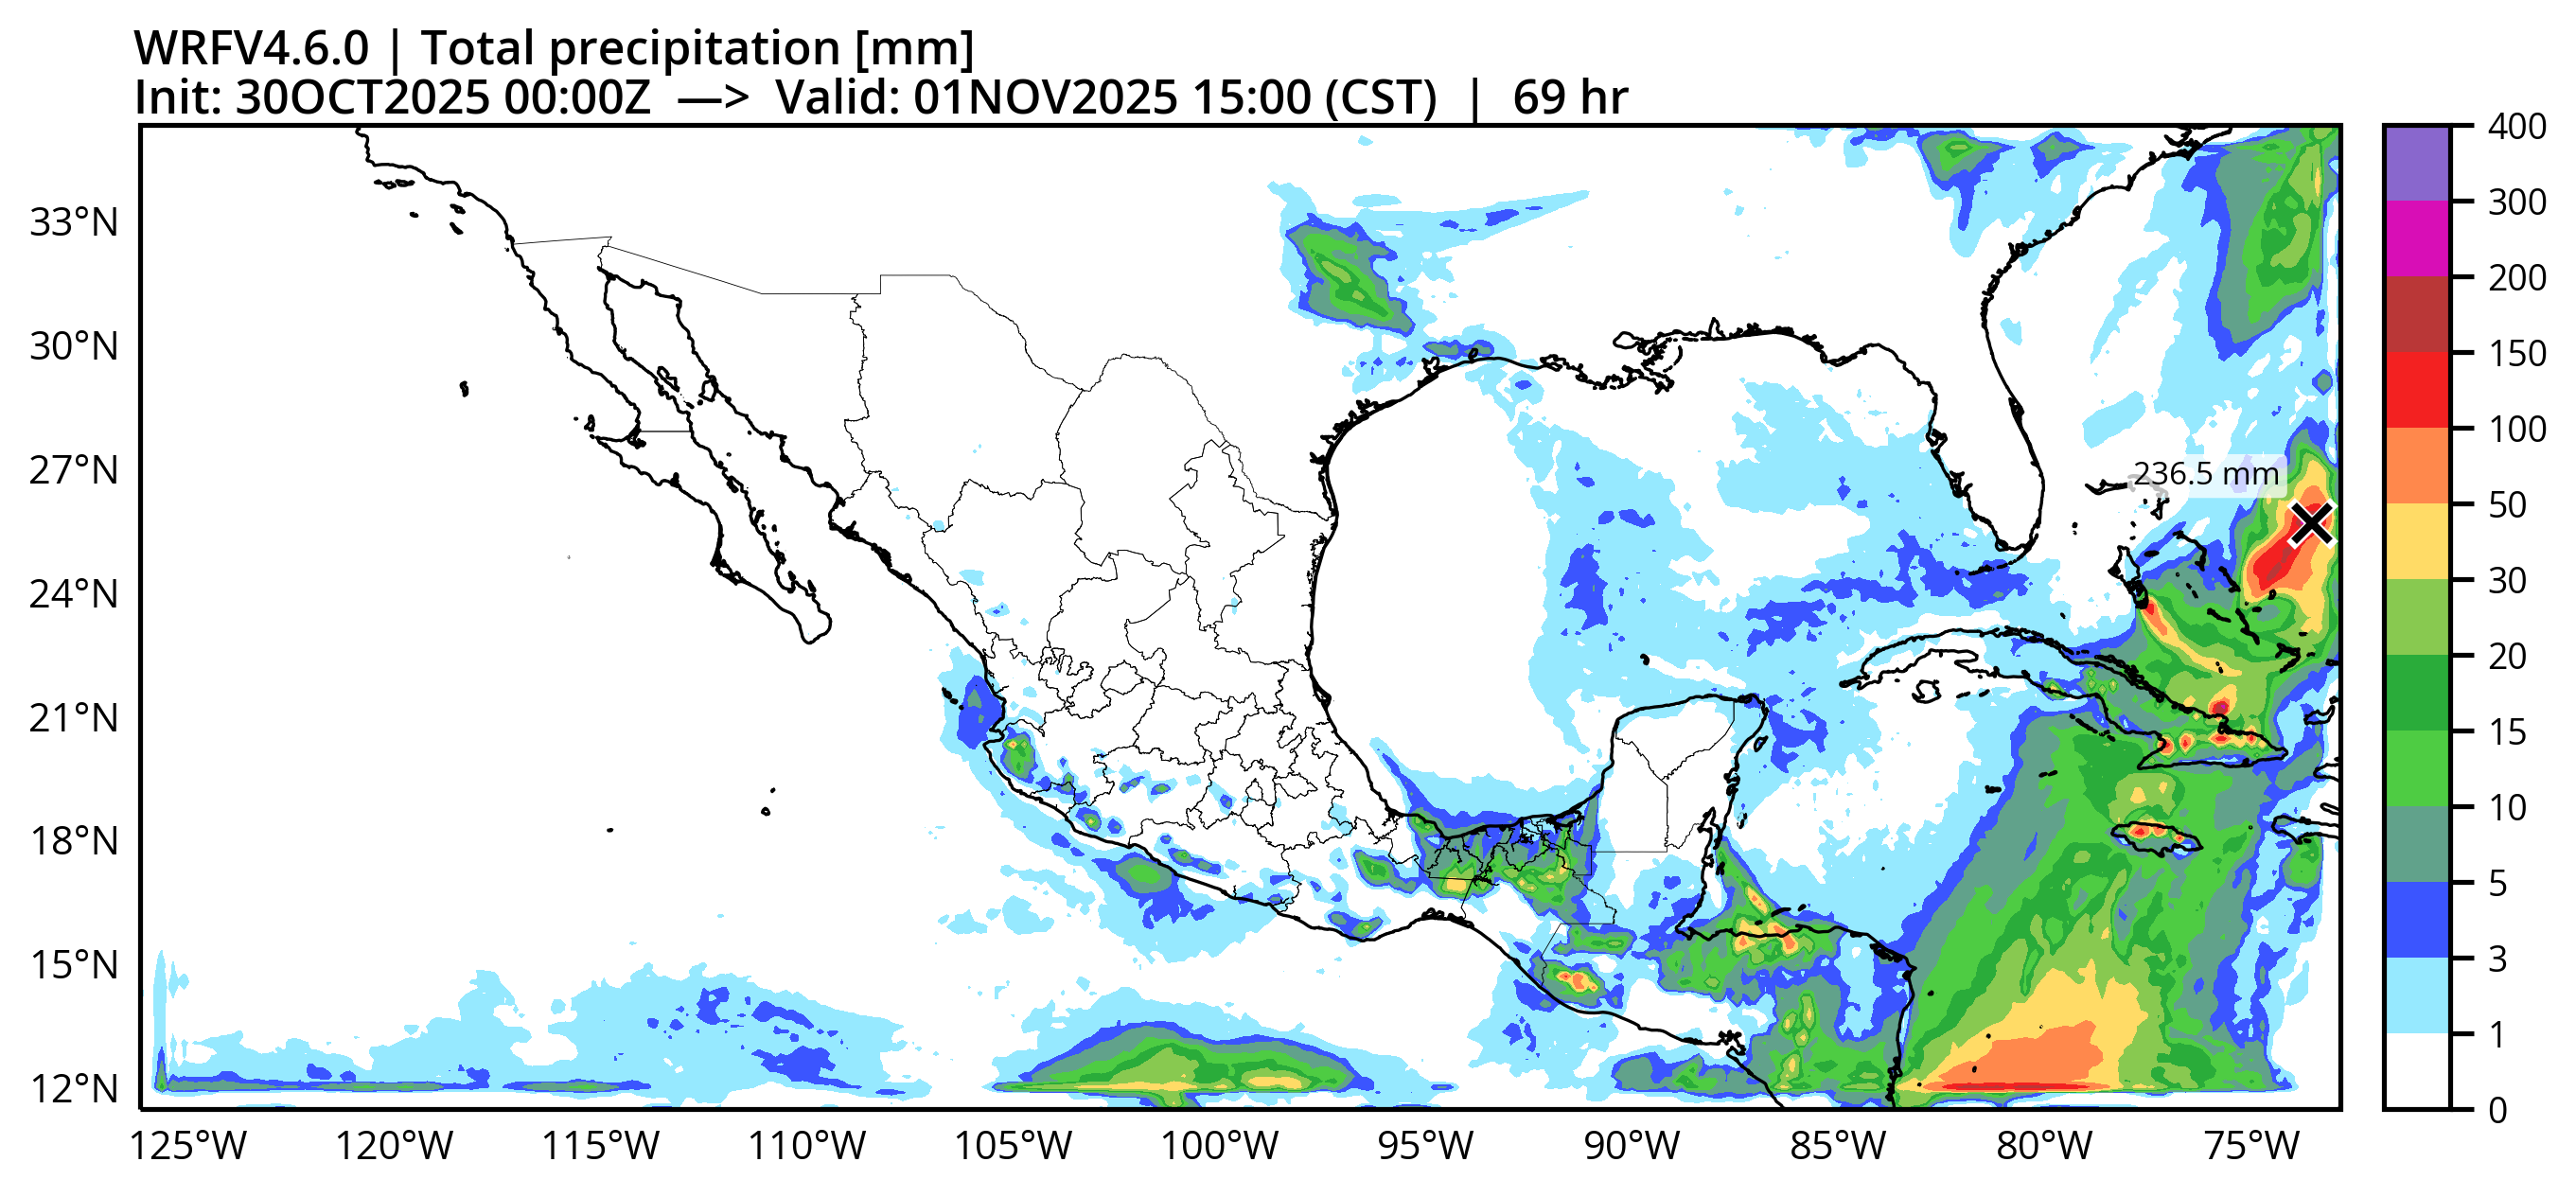 WRFV4.6.0 | Total precipitation [mm]
Init: 30OCT2025 00:00Z —> Valid: 01NOV2025 15:00 (CST) | 69 hr
33°N
30°N
27°N
24°N
21°N
18°N
15°N
12°N
236.5 mm
125°W
120°W
115°W
110°W
105°W
100°W
95°W
90°W
85°W
80°W
75°W
400
300
200
150
100
50
30
20
15
10
5
3
1
0